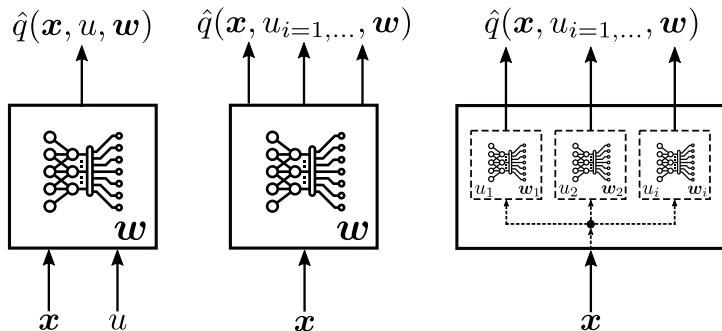 q̂(x, u, w) q̂(x, u_{i=1,...}, w) q̂(x, u_{i=1,...}, w)
u_1 w_1 u_2 w_2 u_i w_i
w w
x u x x